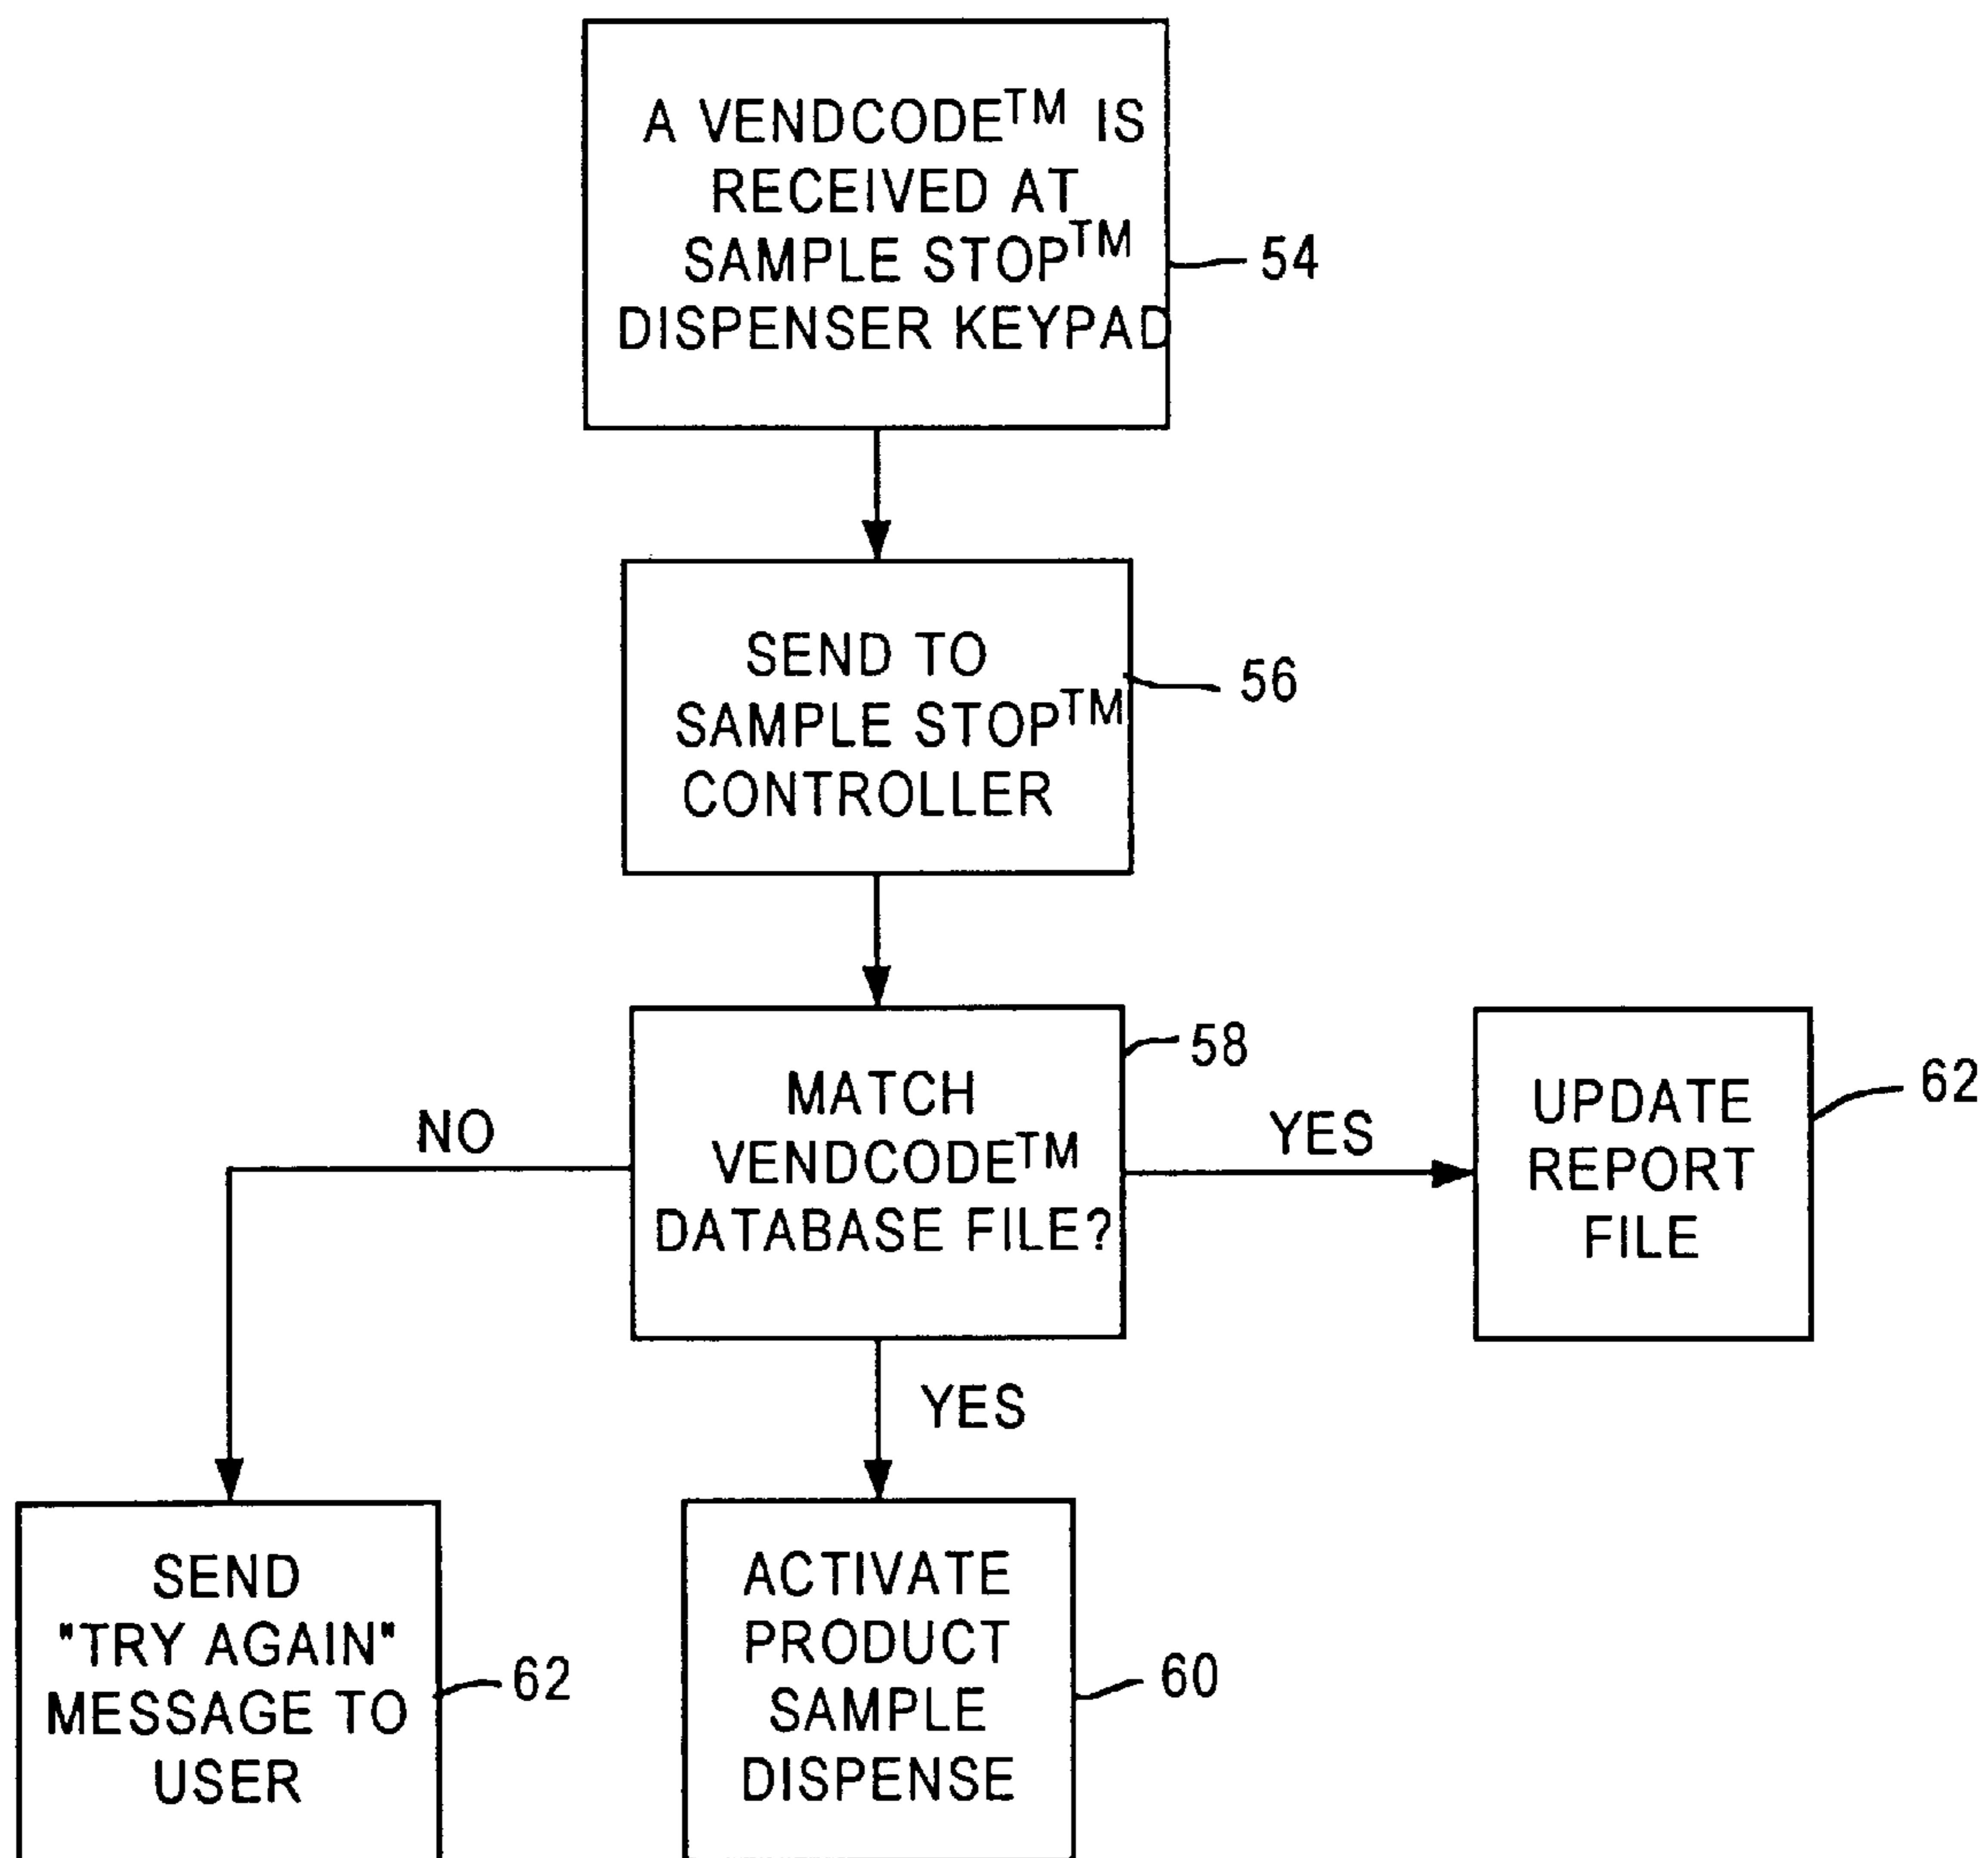 A VENDCODE™ IS
RECEIVED AT
SAMPLE STOP™
DISPENSER KEYPAD
54
SEND TO
SAMPLE STOP™
CONTROLLER
56
MATCH
VENDCODE™
DATABASE FILE?
58
NO
YES
UPDATE
REPORT
FILE
62
YES
SEND
"TRY AGAIN"
MESSAGE TO
USER
62
ACTIVATE
PRODUCT
SAMPLE
DISPENSE
60